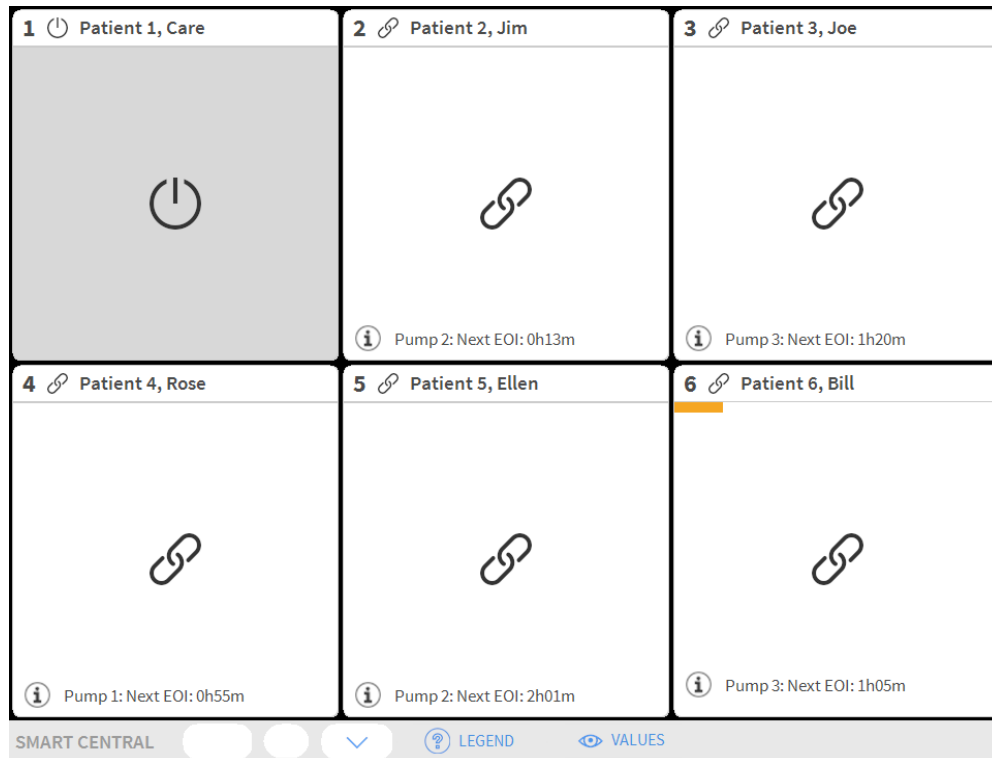 1 Patient 1, Care
2 Patient 2, Jim
3 Patient 3, Joe
Pump 2: Next EOI: 0h13m
Pump 3: Next EOI: 1h20m
4 Patient 4, Rose
5 Patient 5, Ellen
6 Patient 6, Bill
Pump 1: Next EOI: 0h55m
Pump 2: Next EOI: 2h01m
Pump 3: Next EOI: 1h05m
SMART CENTRAL
? LEGEND
VALUES